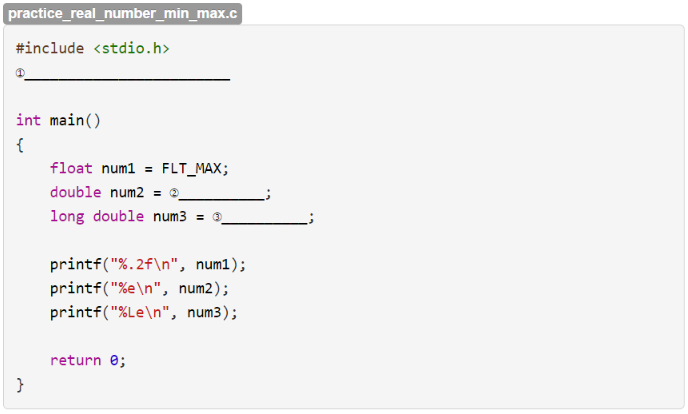 practice_real_number_min_max.c
#include <stdio.h>
①________________________
int main()
{
float num1 = FLT_MAX;
double num2 = ②__________;
long double num3 = ③__________;
printf("%.2f\n", num1);
printf("%e\n", num2);
printf("%Le\n", num3);
return 0;
}